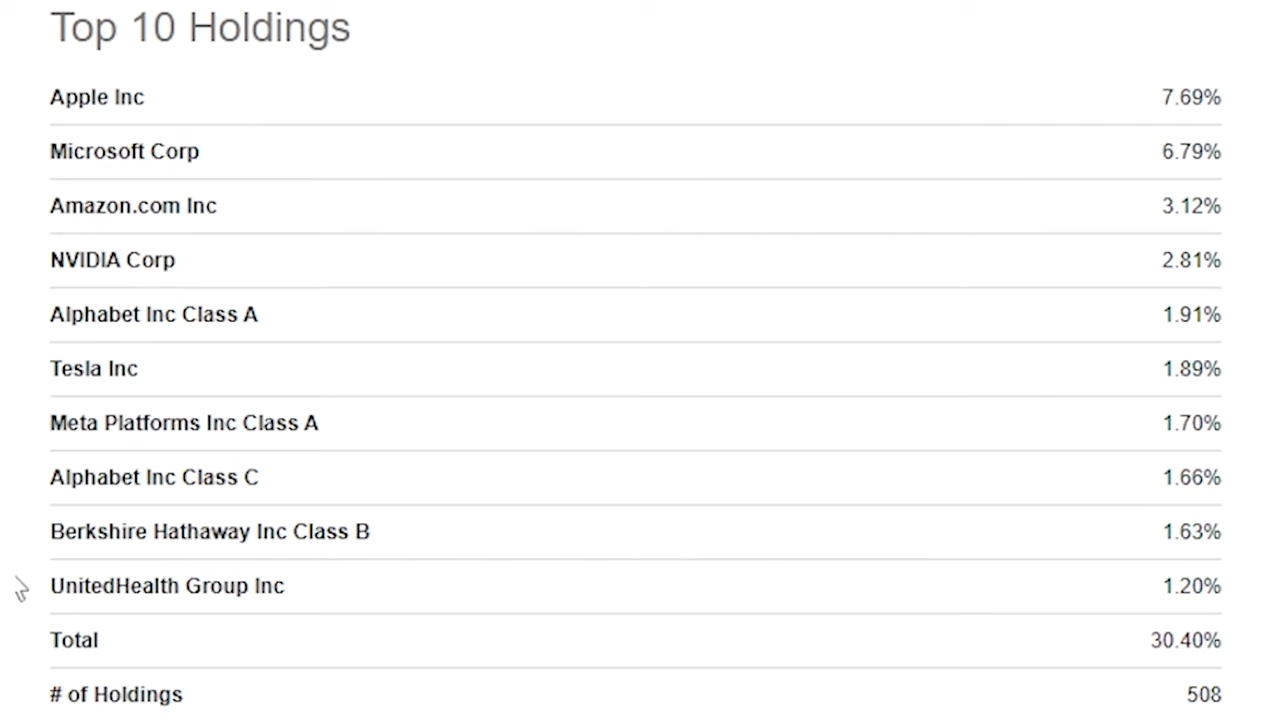 Top 10 Holdings
Apple Inc 7.69%
Microsoft Corp 6.79%
Amazon.com Inc 3.12%
NVIDIA Corp 2.81%
Alphabet Inc Class A 1.91%
Tesla Inc 1.89%
Meta Platforms Inc Class A 1.70%
Alphabet Inc Class C 1.66%
Berkshire Hathaway Inc Class B 1.63%
UnitedHealth Group Inc 1.20%
Total 30.40%
# of Holdings 508